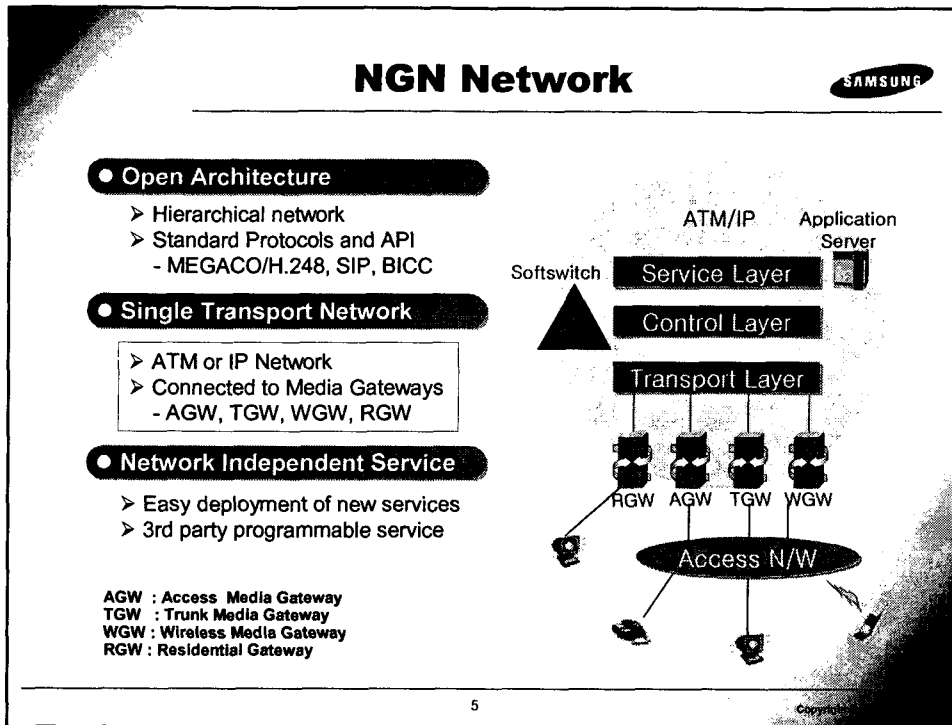 NGN Network
SAMSUNG
● Open Architecture
➢ Hierarchical network
➢ Standard Protocols and API
- MEGACO/H.248, SIP, BICC
● Single Transport Network
➢ ATM or IP Network
➢ Connected to Media Gateways
- AGW, TGW, WGW, RGW
● Network Independent Service
➢ Easy deployment of new services
➢ 3rd party programmable service
AGW : Access Media Gateway
TGW : Trunk Media Gateway
WGW : Wireless Media Gateway
RGW : Residential Gateway
ATM/IP
Application
Server
Softswitch
Service Layer
Control Layer
Transport Layer
RGW AGW TGW WGW
Access N/W
5